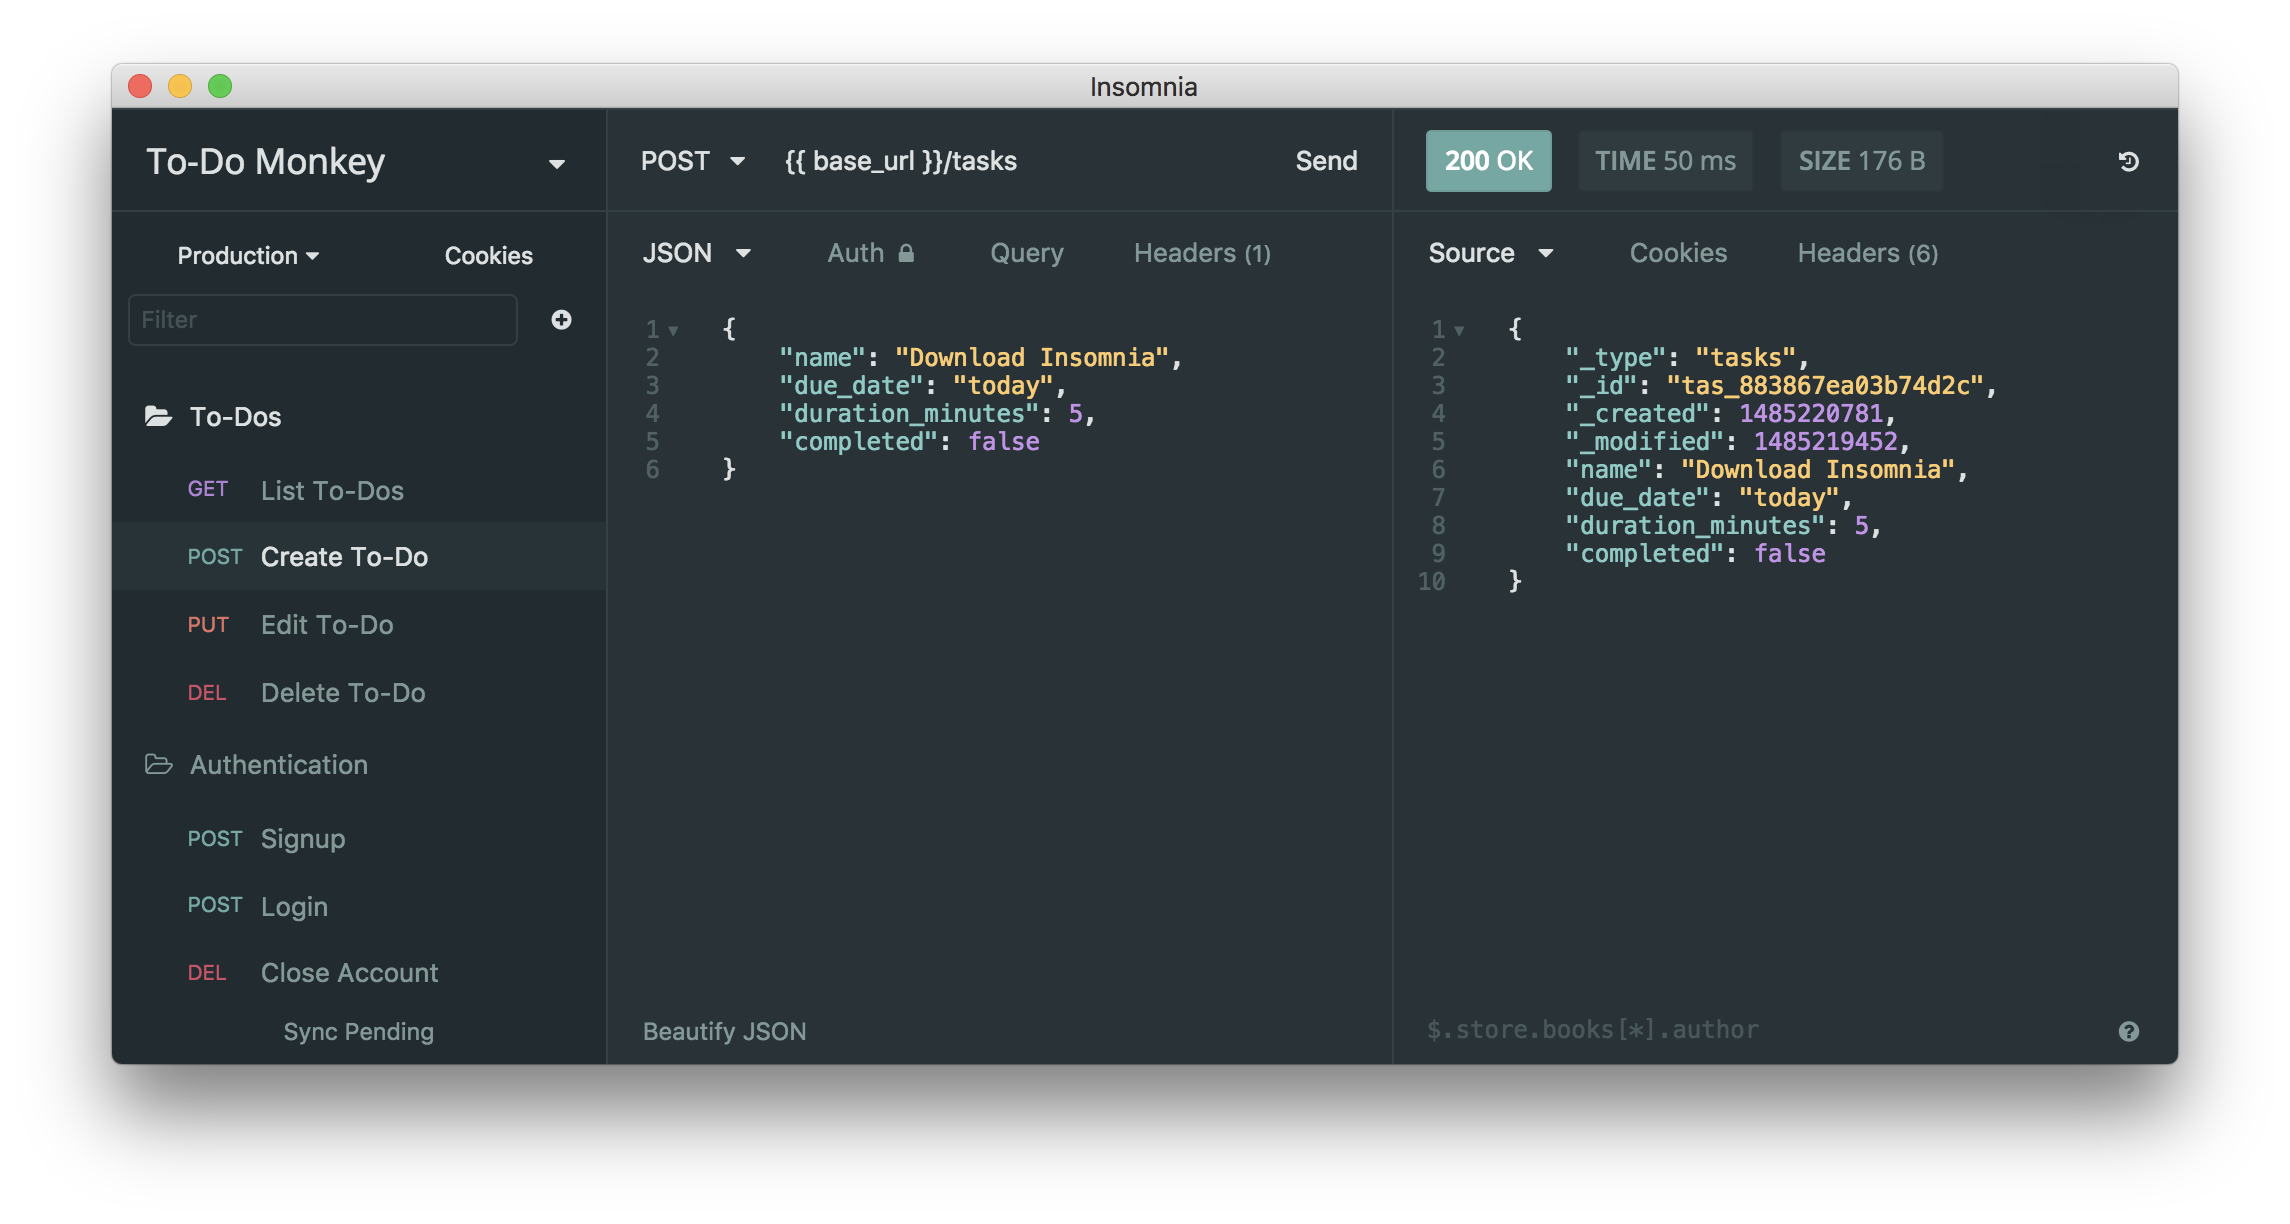 Insomnia
To-Do Monkey
Production
Cookies
Filter
To-Dos
GET List To-Dos
POST Create To-Do
PUT Edit To-Do
DEL Delete To-Do
Authentication
POST Signup
POST Login
DEL Close Account
Sync Pending
POST {{ base_url }}/tasks Send
JSON Auth Query Headers (1)
1 {
2 "name": "Download Insomnia",
3 "due_date": "today",
4 "duration_minutes": 5,
5 "completed": false
6 }
Beautify JSON
200 OK TIME 50 ms SIZE 176 B
Source Cookies Headers (6)
1 {
2 "_type": "tasks",
3 "_id": "tas_883867ea03b74d2c",
4 "_created": 1485220781,
5 "_modified": 1485219452,
6 "name": "Download Insomnia",
7 "due_date": "today",
8 "duration_minutes": 5,
9 "completed": false
10 }
$.store.books[*].author